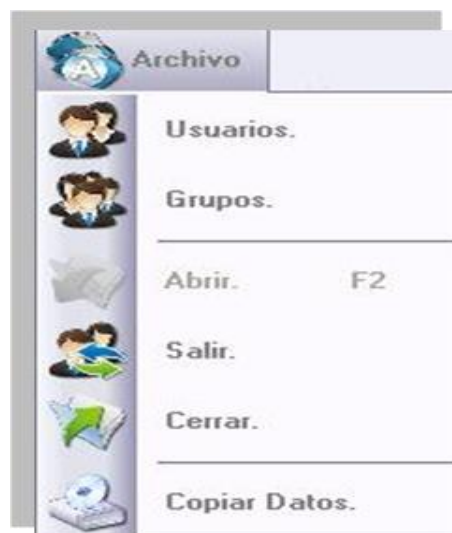 Archivo
Usuarios.
Grupos.
Abrir. F2
Salir.
Cerrar.
Copiar Datos.